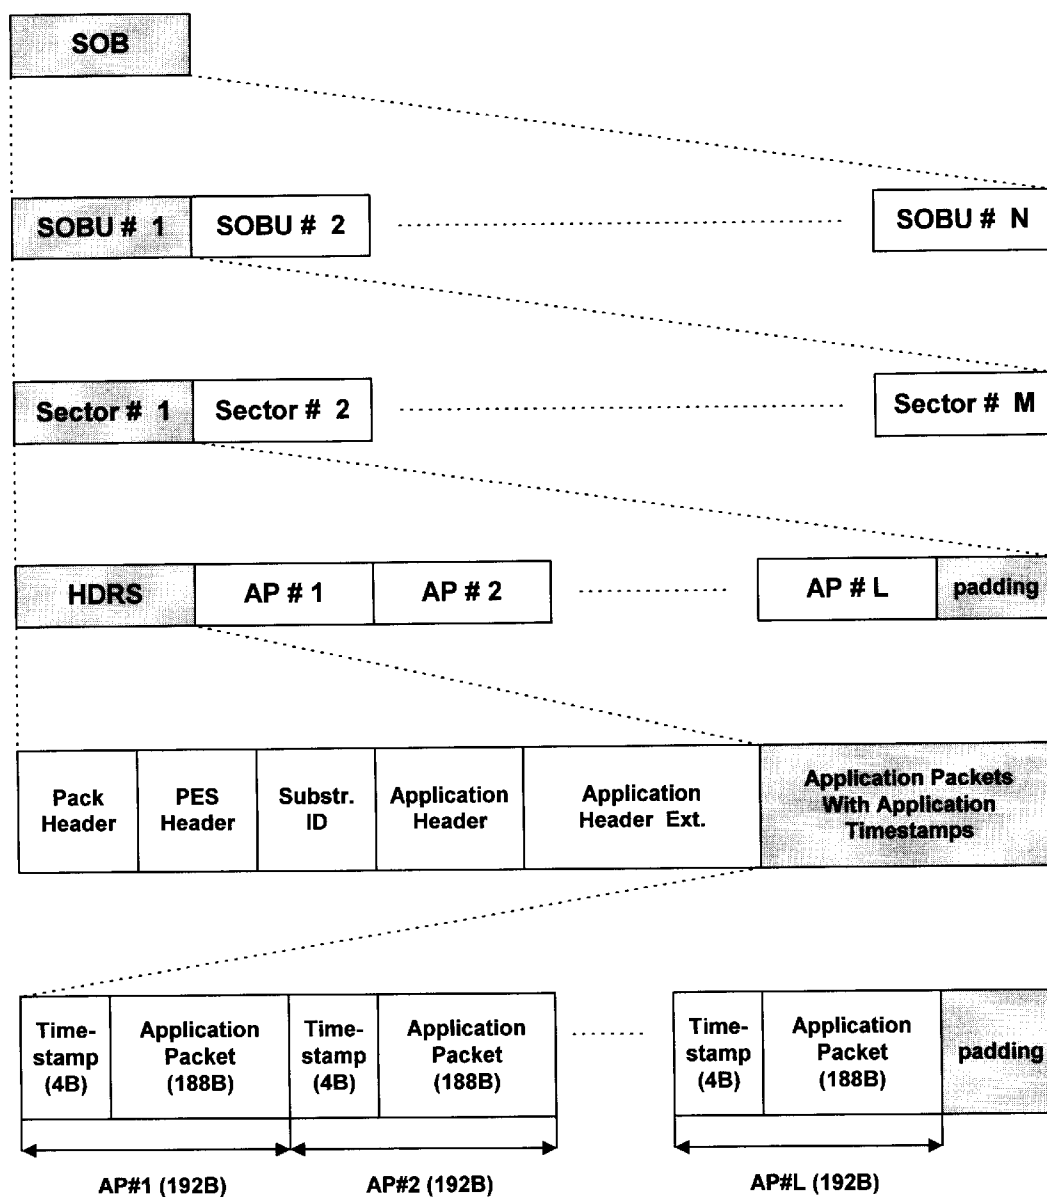 SOB
SOBU # 1 SOBU # 2 SOBU # N
Sector # 1 Sector # 2 Sector # M
HDRS AP # 1 AP # 2 AP # L padding
Pack
Header
PES
Header
Substr.
ID
Application
Header
Application
Header Ext.
Application Packets
With Application
Timestamps
Time-
stamp
(4B)
Application
Packet
(188B)
Time-
stamp
(4B)
Application
Packet
(188B)
Time-
stamp
(4B)
Application
Packet
(188B)
padding
AP#1 (192B) AP#2 (192B) AP#L (192B)